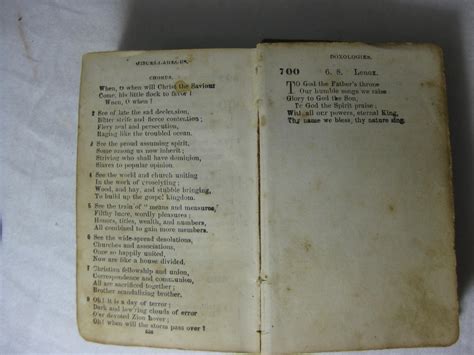 MISCELLANEOUS.
CHORUS.
When, O when will Christ the Saviour
Come, his little flock to favor!
When, O when!
2 See of late the sad declension,
Bitter strife and fierce contention;
Fiery zeal and persecution,
Raging like the troubled ocean.
3 See the proud assuming spirit,
Some among us now inherit;
Striving who shall have dominion,
Slaves to popular opinion.
4 See the world and church uniting
In the work of proselyting;
Wood, and hay, and stubble bringing,
To build up the gospel kingdom.
5 See the train of "means and measures,
Filthy lucre, wordly pleasures;
Honors, titles, wealth, and numbers,
All combined to gain more members.
6 See the wide-spread desolations,
Churches and associations,
Once so happily united,
Now are like a house divided.
7 Christian fellowship and union,
Correspondence and communion,
All are sacrificed together;
Brother scandalizing brother.
Oh! it is a day of terror;
Dark and lowring clouds of error
Our devoted Zion hover;
Oh! when will the storm pass over!
DOXOLOGIES.
700 6. 8. Lenox.
TO God the Father's throne
Our humble songs we raise
Glory to God the Son,
To God the Spirit praise;
With all our powers, eternal King,
Thy name we bless, thy nature sing.